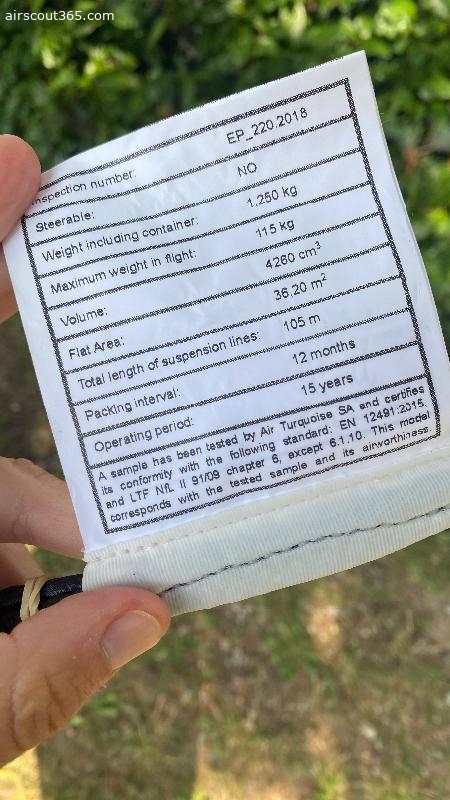 airscout365.com
Inspection number: EP_220.2018
Steerable: NO
Weight including container: 1.250 kg
Maximum weight in flight: 115 kg
Volume: 4260 cm³
Flat Area: 36,20 m²
Total length of suspension lines: 105 m
Packing interval: 12 months
Operating period: 15 years
A sample has been tested by Air Turquoise SA and certifies
its conformity with the following standard: EN 12491:2015,
and LTF NfL II 91/09 chapter 6, except 6.1.10. This model
corresponds with the tested sample and its airworthiness.